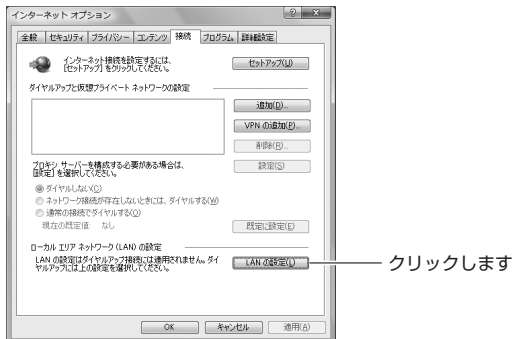 インターネット オプション
全般 セキュリティ プライバシー コンテンツ 接続 プログラム 詳細設定
インターネット接続を設定するには、
[セットアップ] をクリックしてください。
セットアップ(U)
ダイヤルアップと仮想プライベート ネットワークの設定
追加(D)...
VPN の追加(P)...
削除(R)...
プロキシ サーバーを構成する必要がある場合は、
[設定] を選択してください。
設定(S)
ダイヤルしない(C)
ネットワーク接続が存在しないときには、ダイヤルする(W)
通常の接続でダイヤルする(O)
現在の既定値: なし
既定に設定(E)
ローカル エリア ネットワーク (LAN) の設定
LAN の設定はダイヤルアップ接続には適用されません。ダイ
ヤルアップには上の設定を選択してください。
LAN の設定(L)
クリックします
OK キャンセル 適用(A)